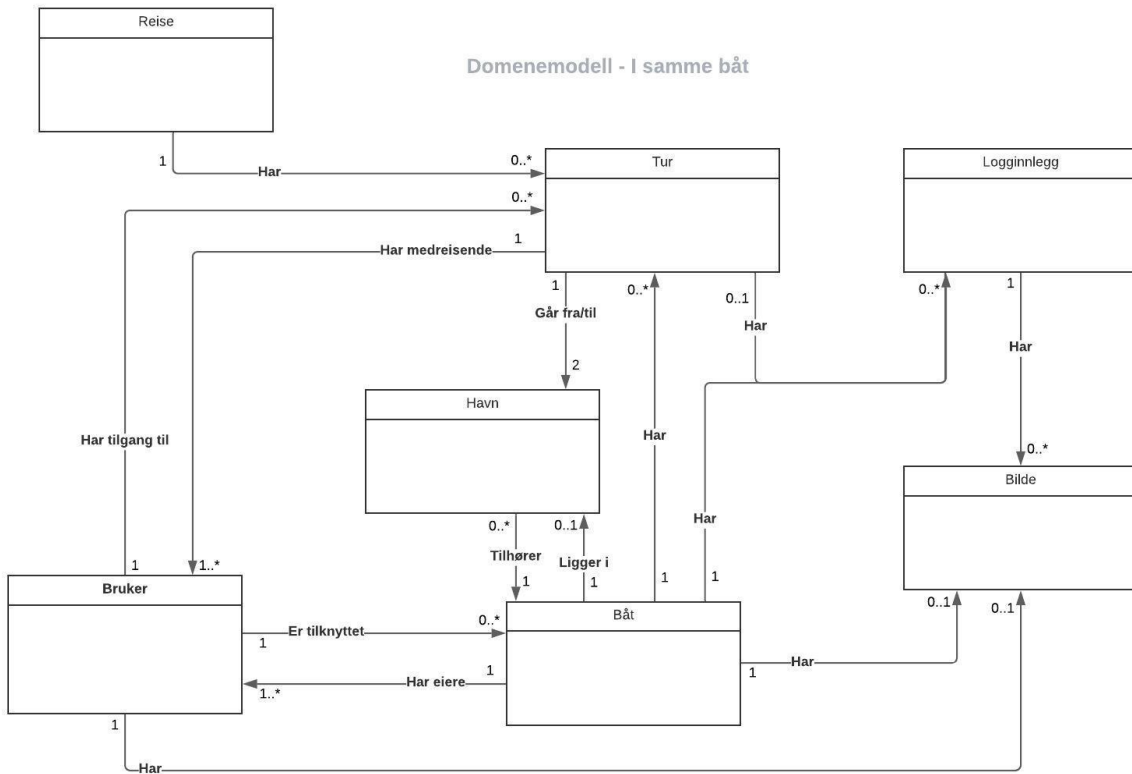 Reise
Domenemodell - I samme båt
1
Har
0..*
Tur
Logginnlegg
0..*
Har medreisende
1
1
0..*
0..1
0..*
1
Går fra/til
Har
Har
2
Havn
Har tilgang til
Har
0..*
Bilde
0..*
0..1
Har
Tilhører
Ligger i
1
1..*
1
1
1
1
Bruker
Båt
0..1
0..1
Er tilknyttet
0..*
1
Har
1
Har eiere
1
1..*
1
Har